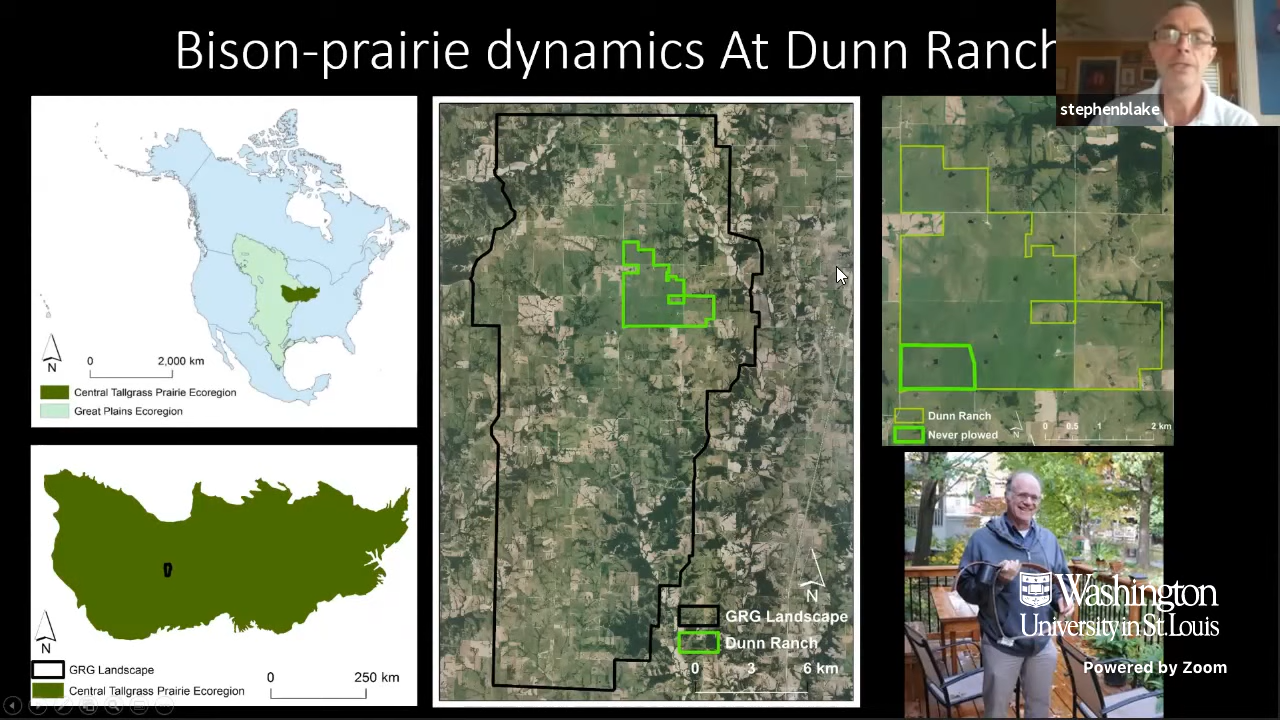 Bison-prairie dynamics At Dunn Ranch
stephenblake
N
0 2,000 km
Central Tallgrass Prairie Ecoregion
Great Plains Ecoregion
N
GRG Landscape
Central Tallgrass Prairie Ecoregion
0 250 km
N
GRG Landscape
Dunn Ranch
0 3 6 km
Dunn Ranch
Never plowed
N
0 0.5 1 2 km
Washington
University in St. Louis
Powered by Zoom